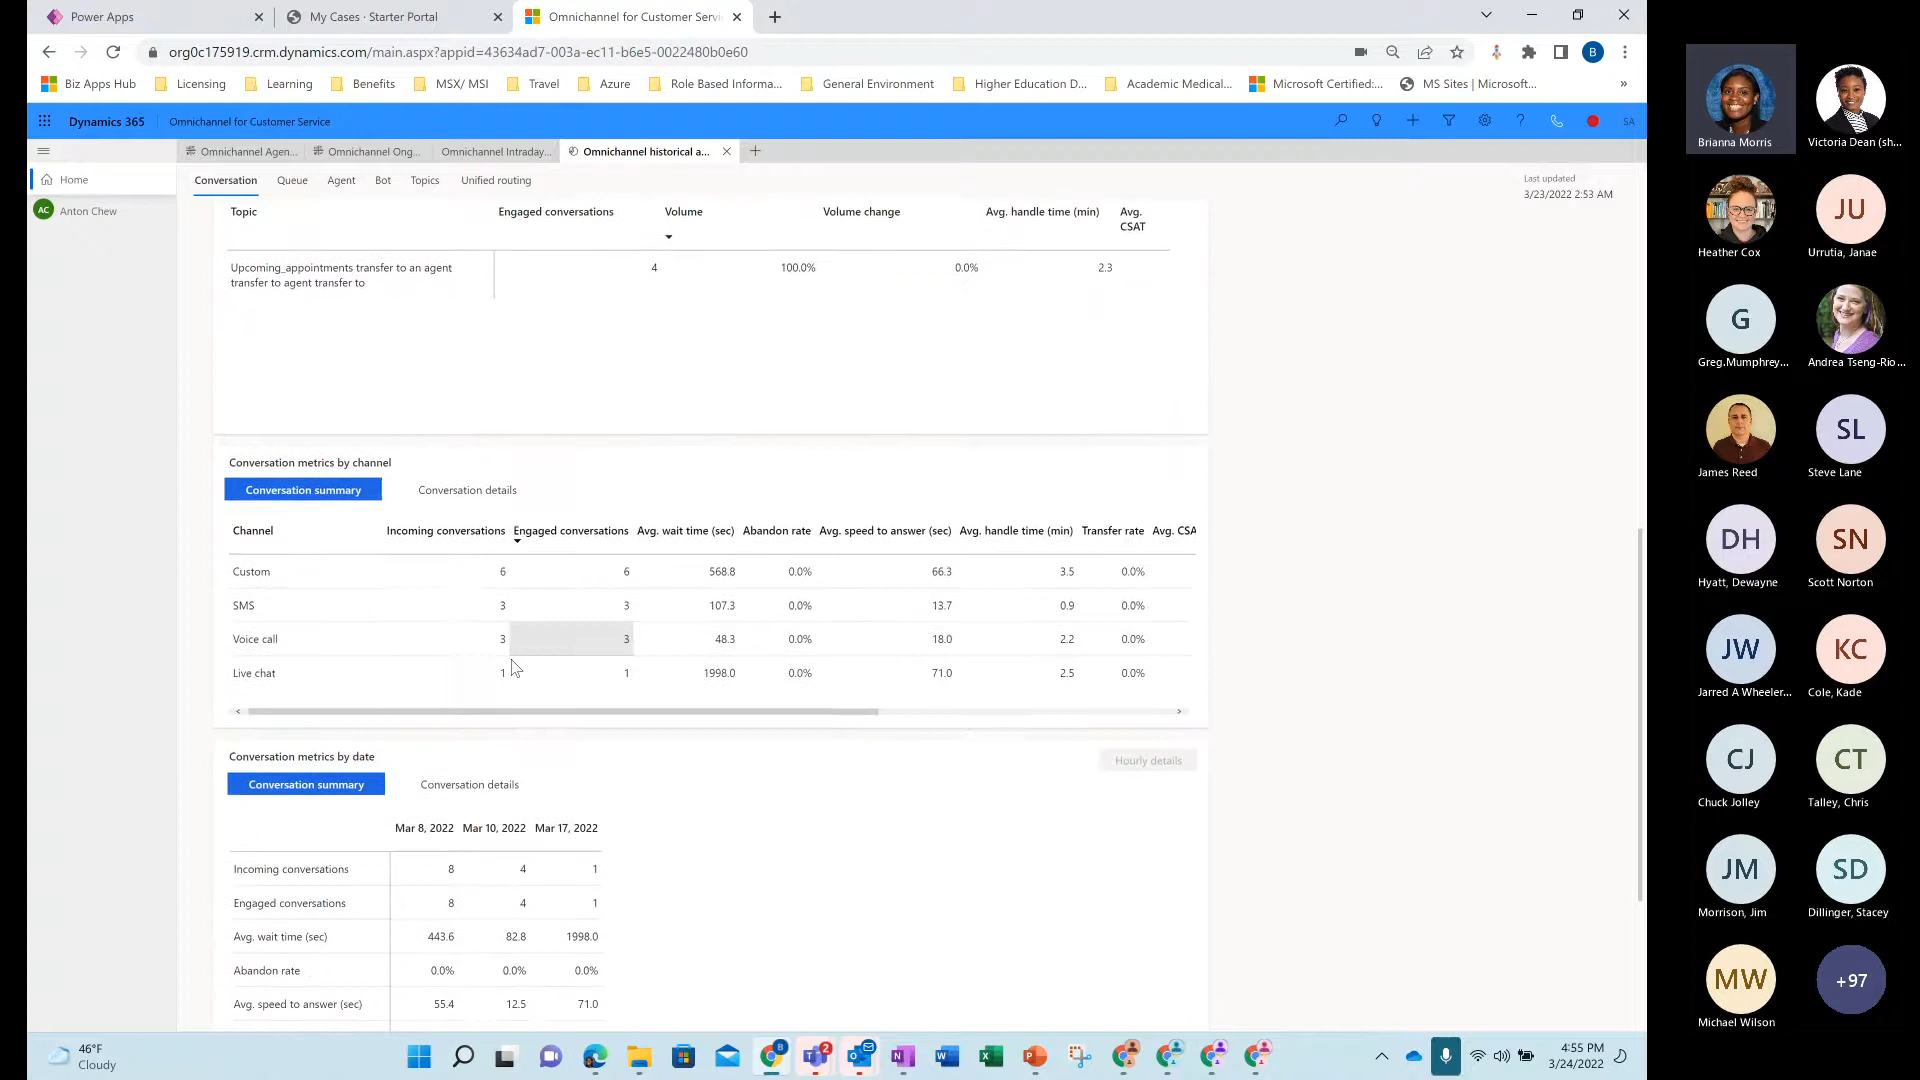 Power Apps
My Cases · Starter Portal
Omnichannel for Customer Servi
org0c175919.crm.dynamics.com/main.aspx?appid=43634ad7-003a-ec11-b6e5-0022480b0e60
B
Biz Apps Hub
Licensing
Learning
Benefits
MSX/ MSI
Travel
Azure
Role Based Informa...
General Environment
Higher Education D...
Academic Medical...
Microsoft Certified:...
MS Sites | Microsoft...
»
Dynamics 365
Omnichannel for Customer Service
SA
Omnichannel Agen...
Omnichannel Ong...
Omnichannel Intraday...
Omnichannel historical a...
Home
AC
Anton Chew
Conversation
Queue
Agent
Bot
Topics
Unified routing
Last updated
3/23/2022 2:53 AM
Topic
Engaged conversations
Volume
Volume change
Avg. handle time (min)
Avg.
CSAT
Upcoming_appointments transfer to an agent
transfer to agent transfer to
4
100.0%
0.0%
2.3
Conversation metrics by channel
Conversation summary
Conversation details
Channel Incoming conversations Engaged conversations Avg. wait time (sec) Abandon rate Avg. speed to answer (sec) Avg. handle time (min) Transfer rate Avg. CSA
Custom 6 6 568.8 0.0% 66.3 3.5 0.0%
SMS 3 3 107.3 0.0% 13.7 0.9 0.0%
Voice call 3 3 48.3 0.0% 18.0 2.2 0.0%
Live chat 1 1 1998.0 0.0% 71.0 2.5 0.0%
Conversation metrics by date
Hourly details
Conversation summary
Conversation details
Mar 8, 2022 Mar 10, 2022 Mar 17, 2022
Incoming conversations 8 4 1
Engaged conversations 8 4 1
Avg. wait time (sec) 443.6 82.8 1998.0
Abandon rate 0.0% 0.0% 0.0%
Avg. speed to answer (sec) 55.4 12.5 71.0
46°F
Cloudy
B
2
4:55 PM
3/24/2022
Brianna Morris
Victoria Dean (sh...
Heather Cox
JU
Urrutia, Janae
G
Greg.Mumphrey...
Andrea Tseng-Rio...
James Reed
SL
Steve Lane
DH
Hyatt, Dewayne
SN
Scott Norton
JW
Jarred A Wheeler...
KC
Cole, Kade
CJ
Chuck Jolley
CT
Talley, Chris
JM
Morrison, Jim
SD
Dillinger, Stacey
MW
Michael Wilson
+97